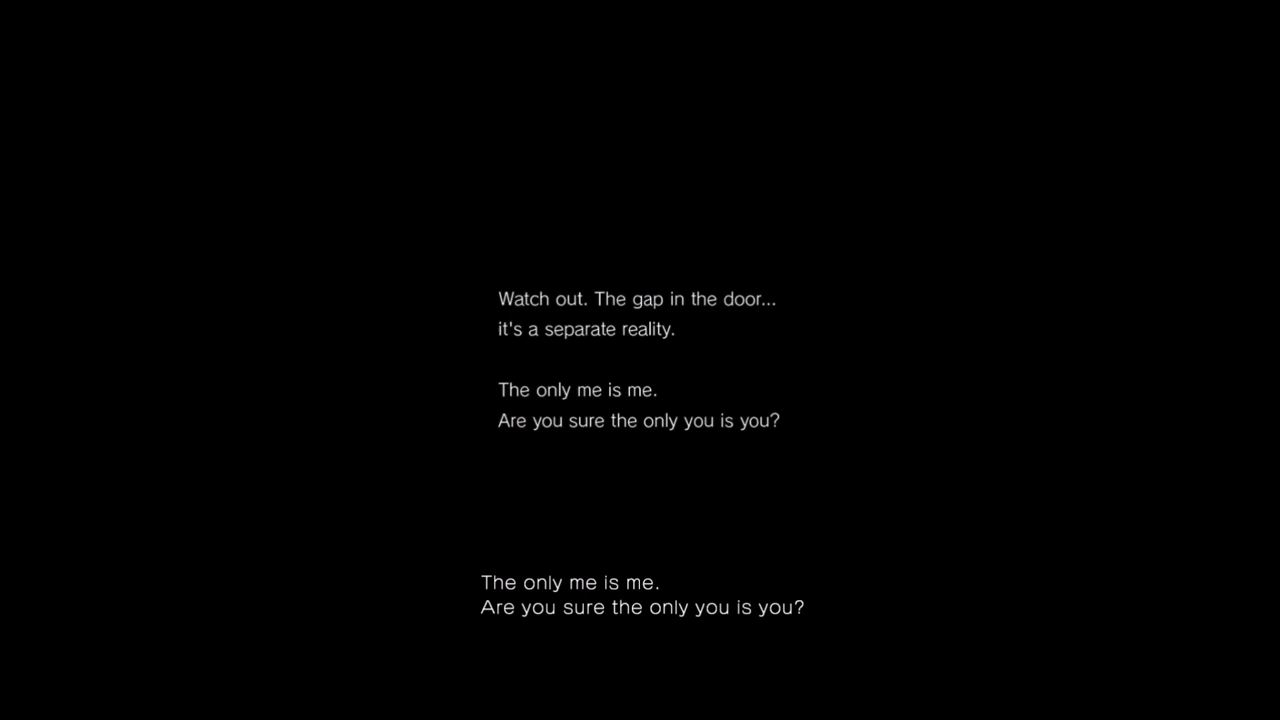 Watch out. The gap in the door...
it's a separate reality.
The only me is me.
Are you sure the only you is you?
The only me is me.
Are you sure the only you is you?